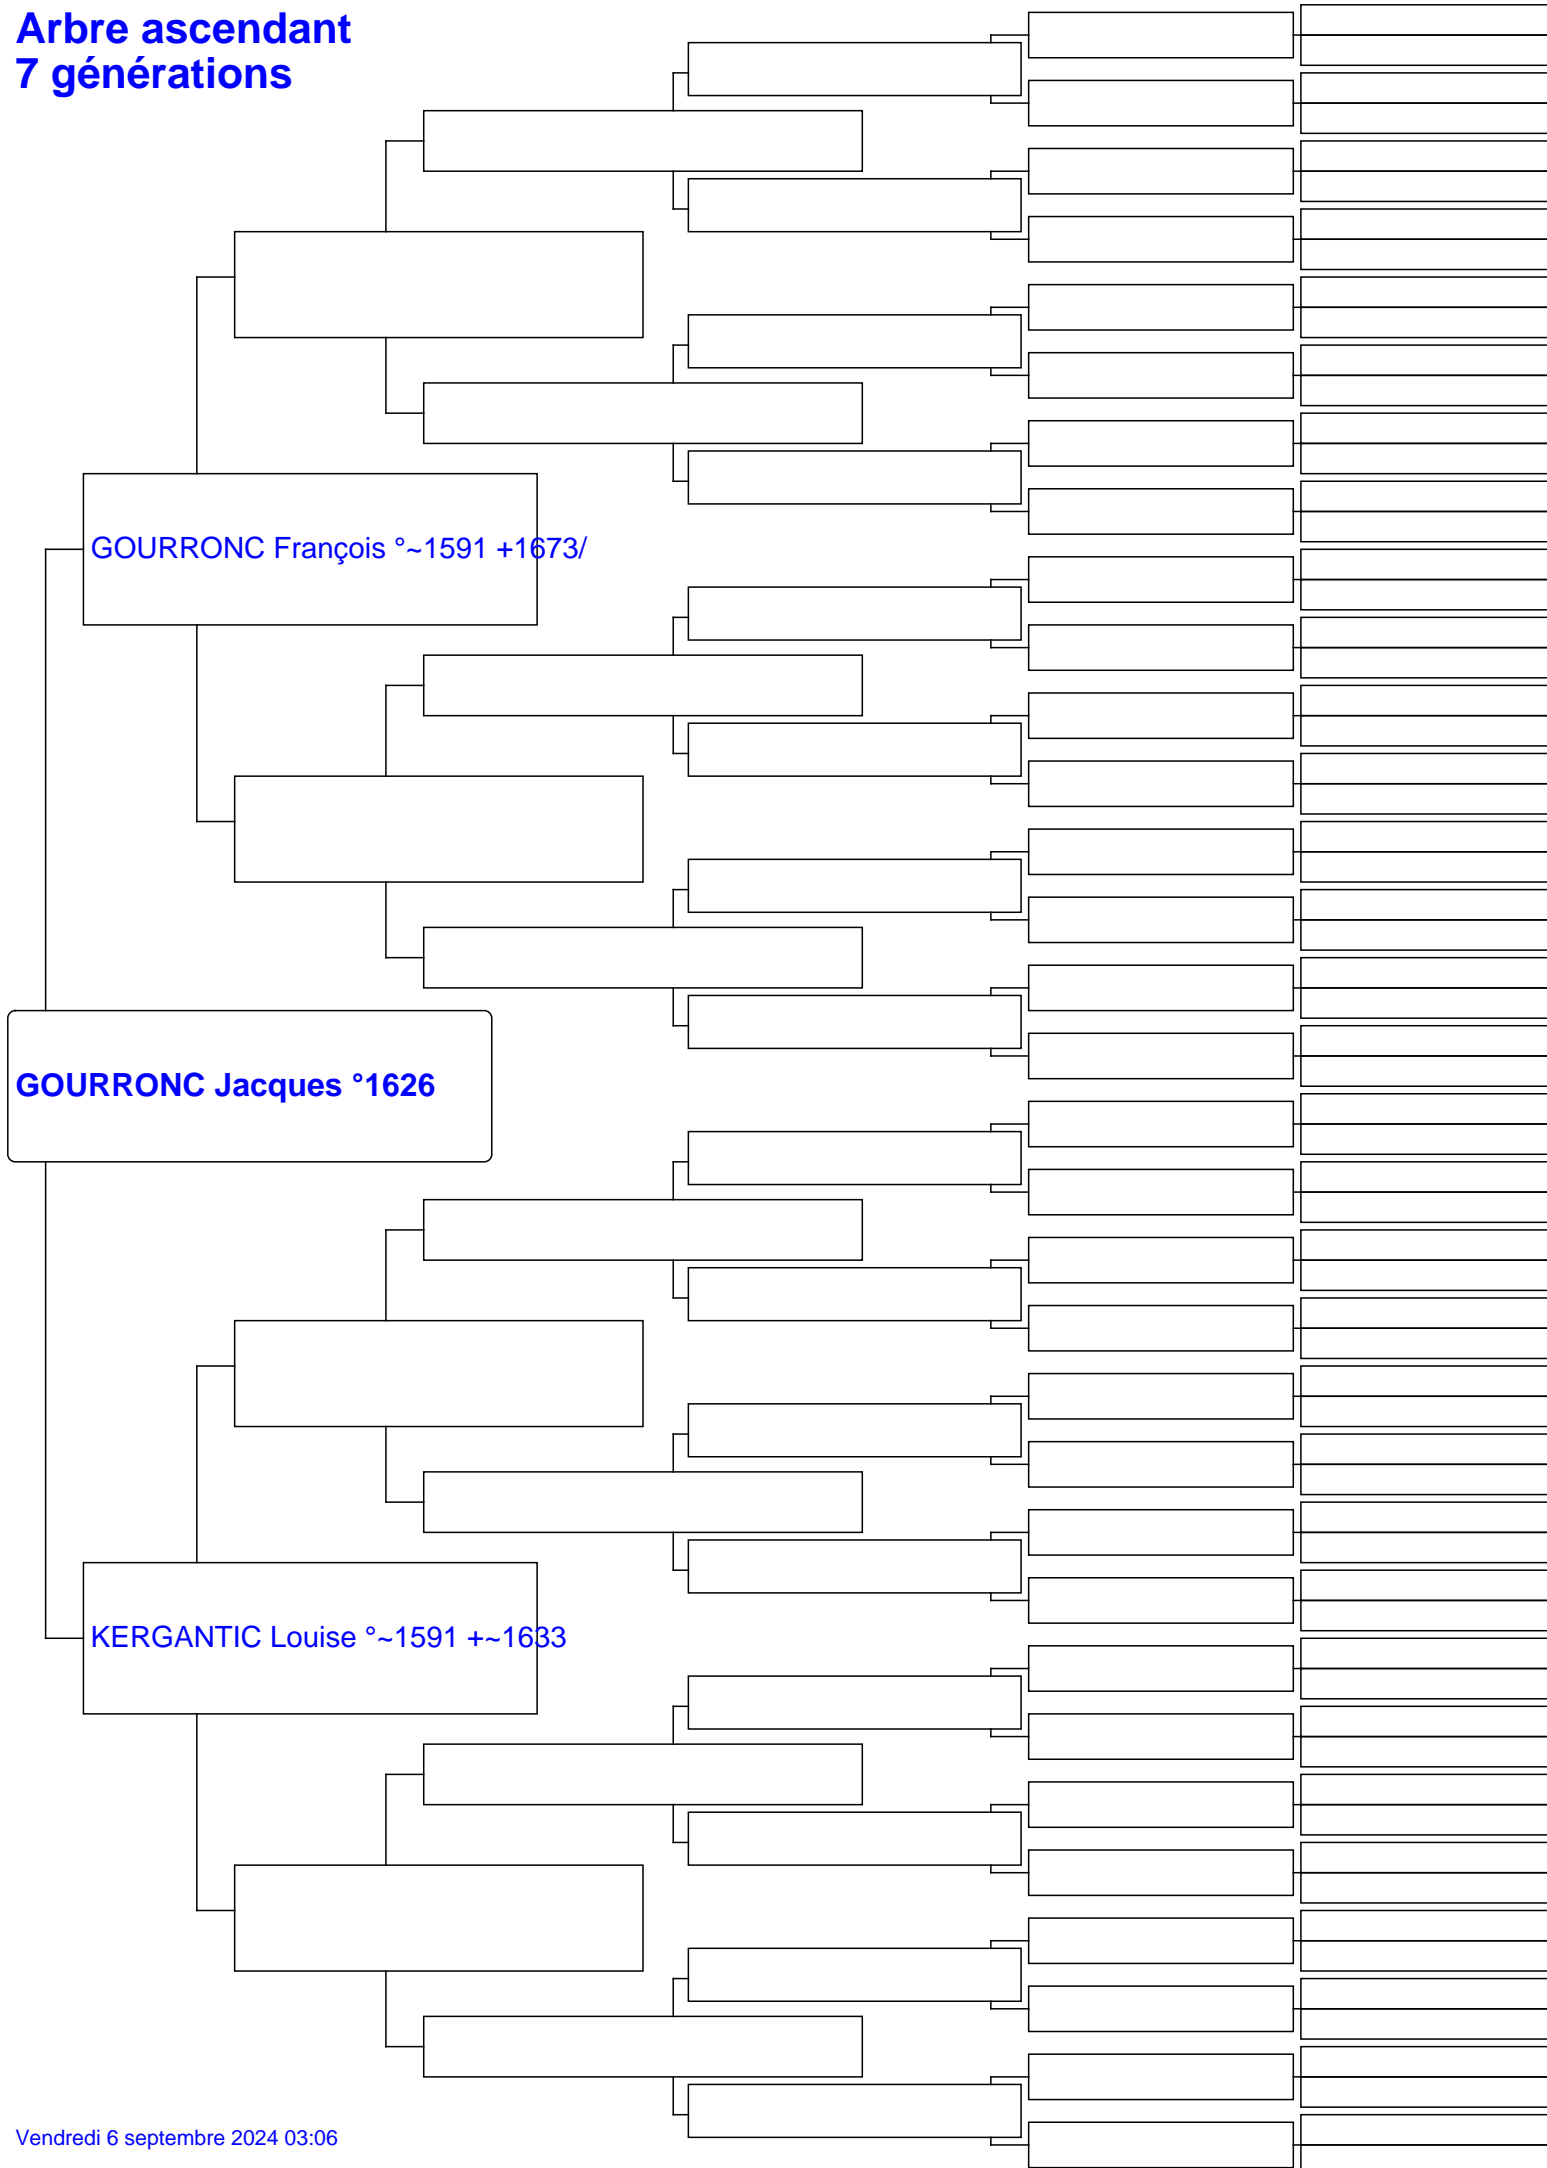 Arbre ascendant
7 générations
GOURRONC François °~1591 +1673/
GOURRONC Jacques °1626
KERGANTIC Louise °~1591 +~1633
Vendredi 6 septembre 2024 03:06